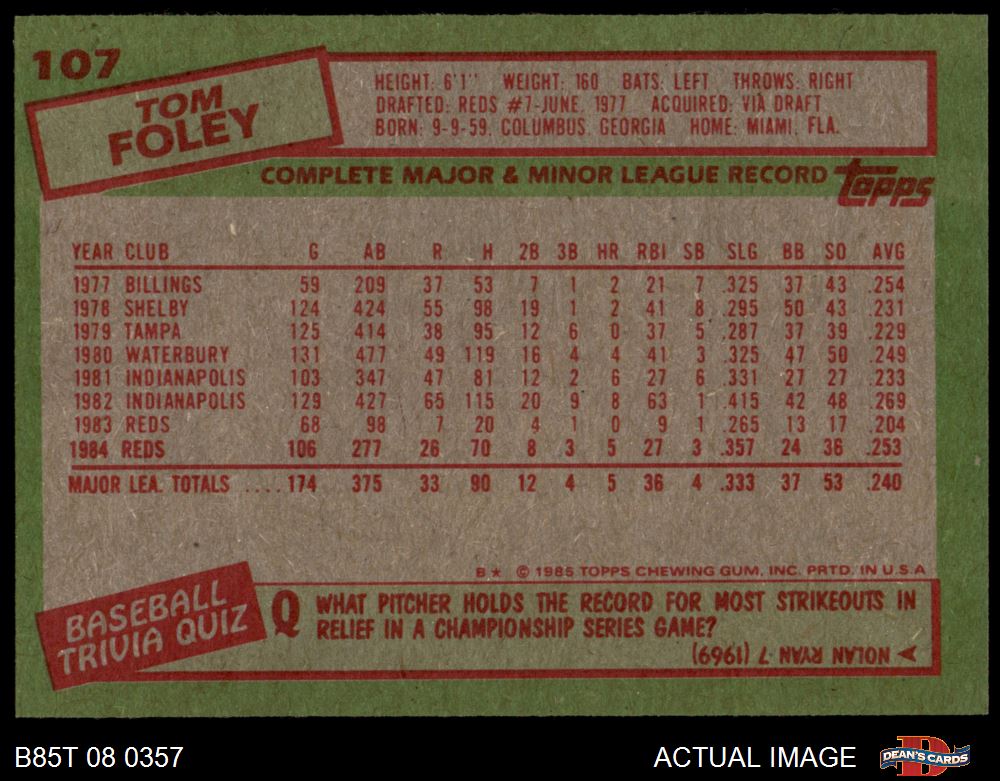 107
TOM
FOLEY
HEIGHT: 6'1" WEIGHT: 160 BATS: LEFT THROWS: RIGHT
DRAFTED: REDS #7-JUNE, 1977 ACQUIRED: VIA DRAFT
BORN: 9-9-59, COLUMBUS, GEORGIA HOME: MIAMI, FLA.
COMPLETE MAJOR & MINOR LEAGUE RECORD topps
YEAR CLUB G AB R H 2B 3B HR RBI SB SLG BB SO AVG
1977 BILLINGS 59 209 37 53 7 1 2 21 7 .325 37 43 .254
1978 SHELBY 124 424 55 98 19 1 2 41 8 .295 50 43 .231
1979 TAMPA 125 414 38 95 12 6 0 37 5 .287 37 39 .229
1980 WATERBURY 131 477 49 119 16 4 4 41 3 .325 47 50 .249
1981 INDIANAPOLIS 103 347 47 81 12 2 6 27 6 .331 27 27 .233
1982 INDIANAPOLIS 129 427 65 115 20 9 8 63 1 .415 42 48 .269
1983 REDS 68 98 7 20 4 1 0 9 1 .265 13 17 .204
1984 REDS 106 277 26 70 8 3 5 27 3 .357 24 36 .253
MAJOR LEA. TOTALS .... 174 375 33 90 12 4 5 36 4 .333 37 53 .240
B★ © 1985 TOPPS CHEWING GUM, INC. PRTD. IN U.S.A
BASEBALL
TRIVIA QUIZ
Q WHAT PITCHER HOLDS THE RECORD FOR MOST STRIKEOUTS IN
RELIEF IN A CHAMPIONSHIP SERIES GAME?
➤ NOLAN RYAN 7 (1969)
B85T 08 0357 ACTUAL IMAGE DEAN'S CARDS